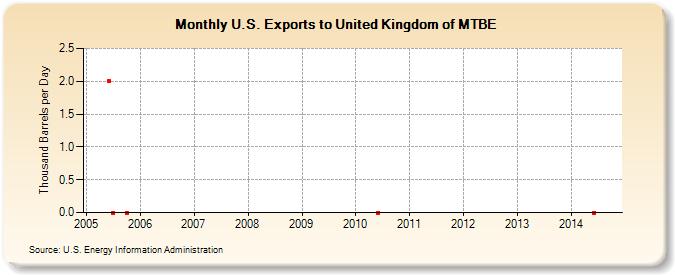 Monthly U.S. Exports to United Kingdom of MTBE
Thousand Barrels per Day
2.5
2.0
1.5
1.0
0.5
0.0
2005 2006 2007 2008 2009 2010 2011 2012 2013 2014
Source: U.S. Energy Information Administration